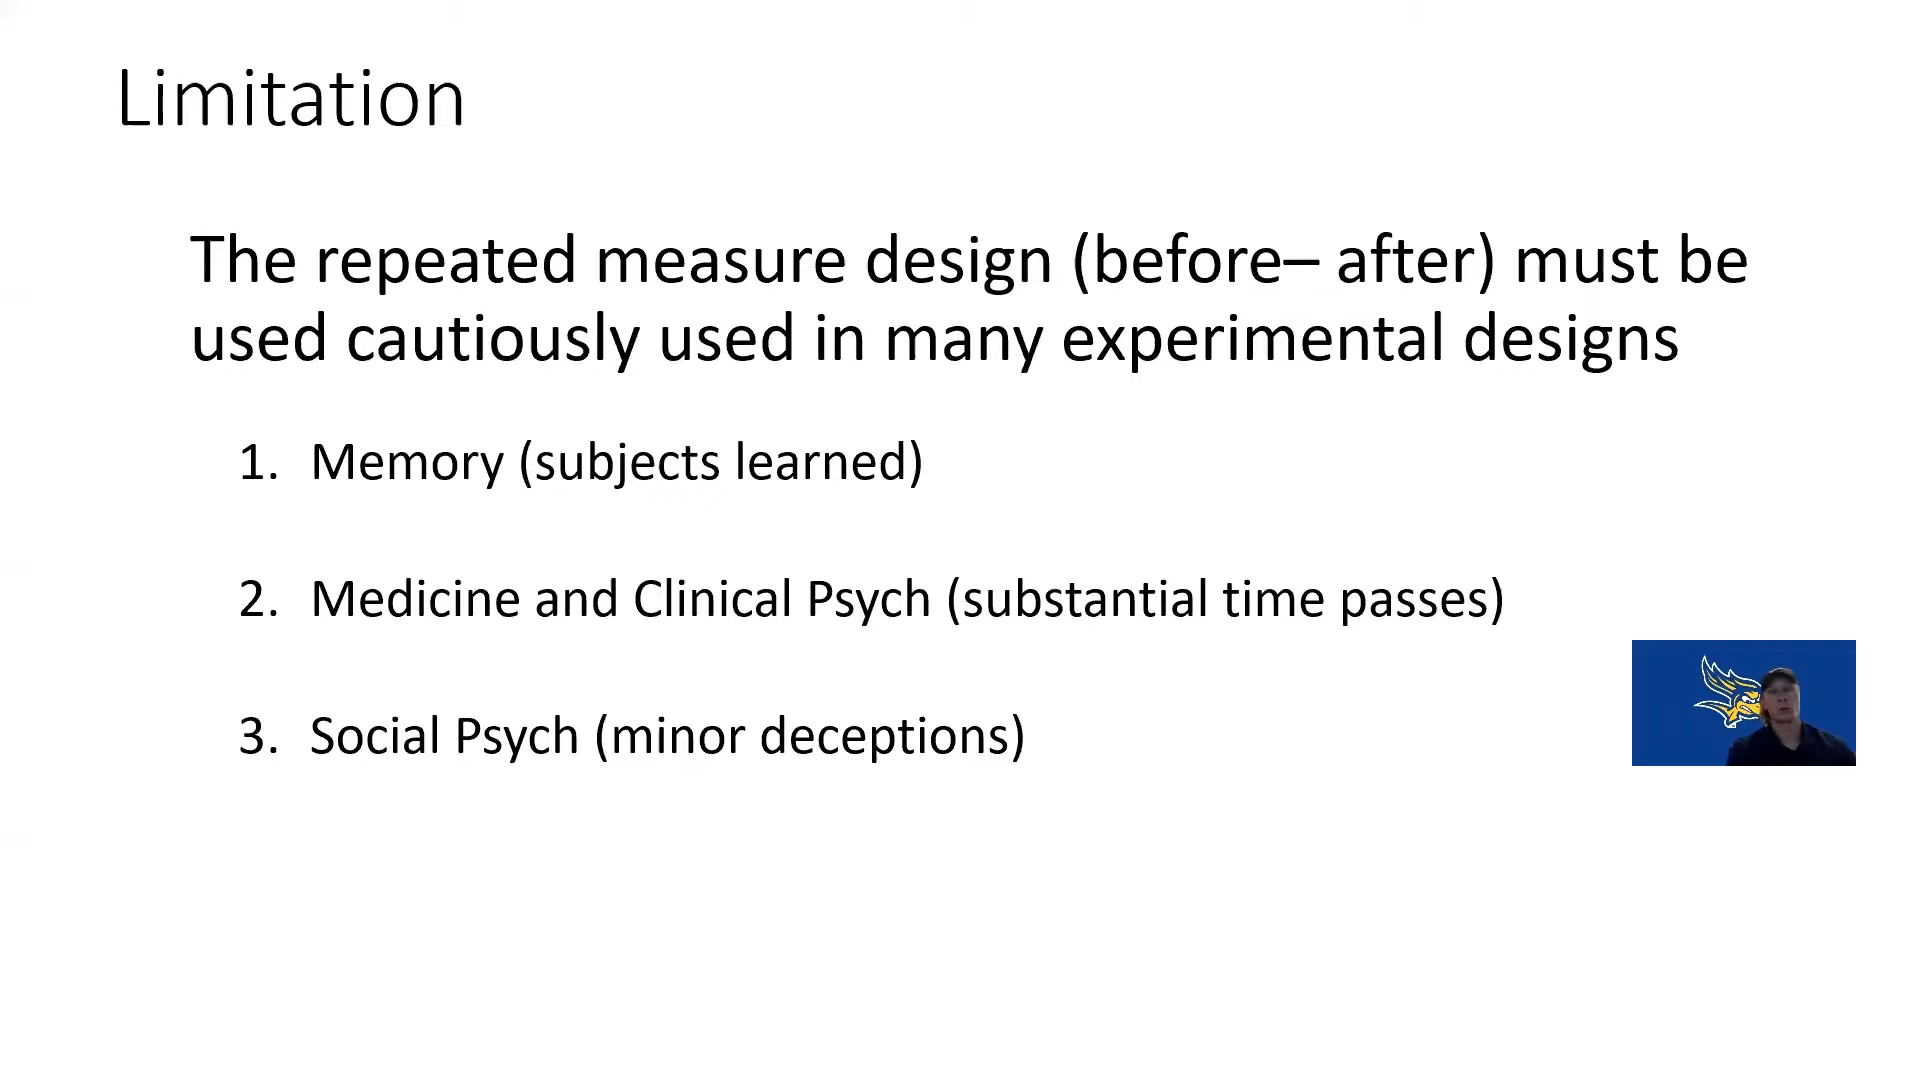 Limitation
The repeated measure design (before– after) must be
used cautiously used in many experimental designs
1. Memory (subjects learned)
2. Medicine and Clinical Psych (substantial time passes)
3. Social Psych (minor deceptions)